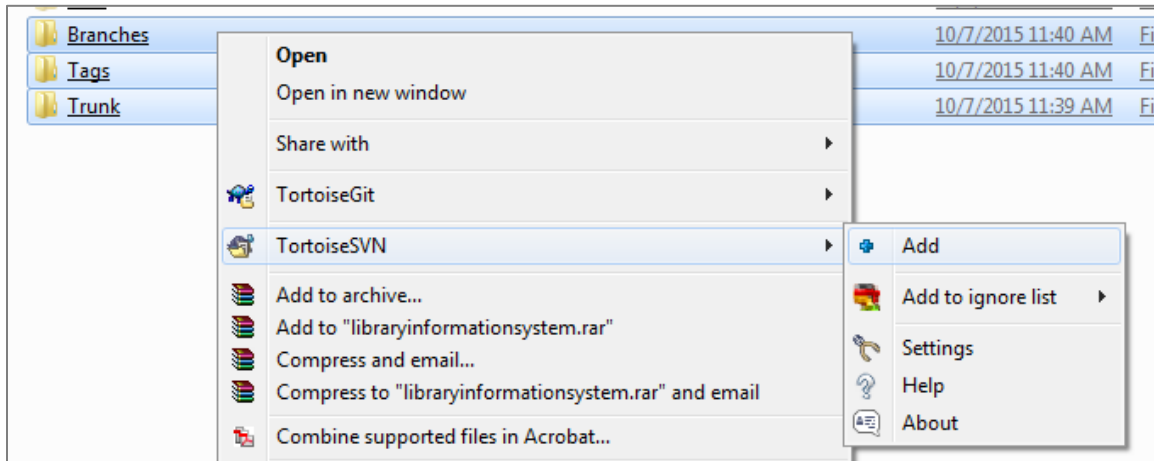 Branches 10/7/2015 11:40 AM Fi
Tags 10/7/2015 11:40 AM Fi
Trunk 10/7/2015 11:39 AM Fi
Open
Open in new window
Share with
TortoiseGit
TortoiseSVN
Add to archive...
Add to "libraryinformationsystem.rar"
Compress and email...
Compress to "libraryinformationsystem.rar" and email
Combine supported files in Acrobat...
Add
Add to ignore list
Settings
Help
About